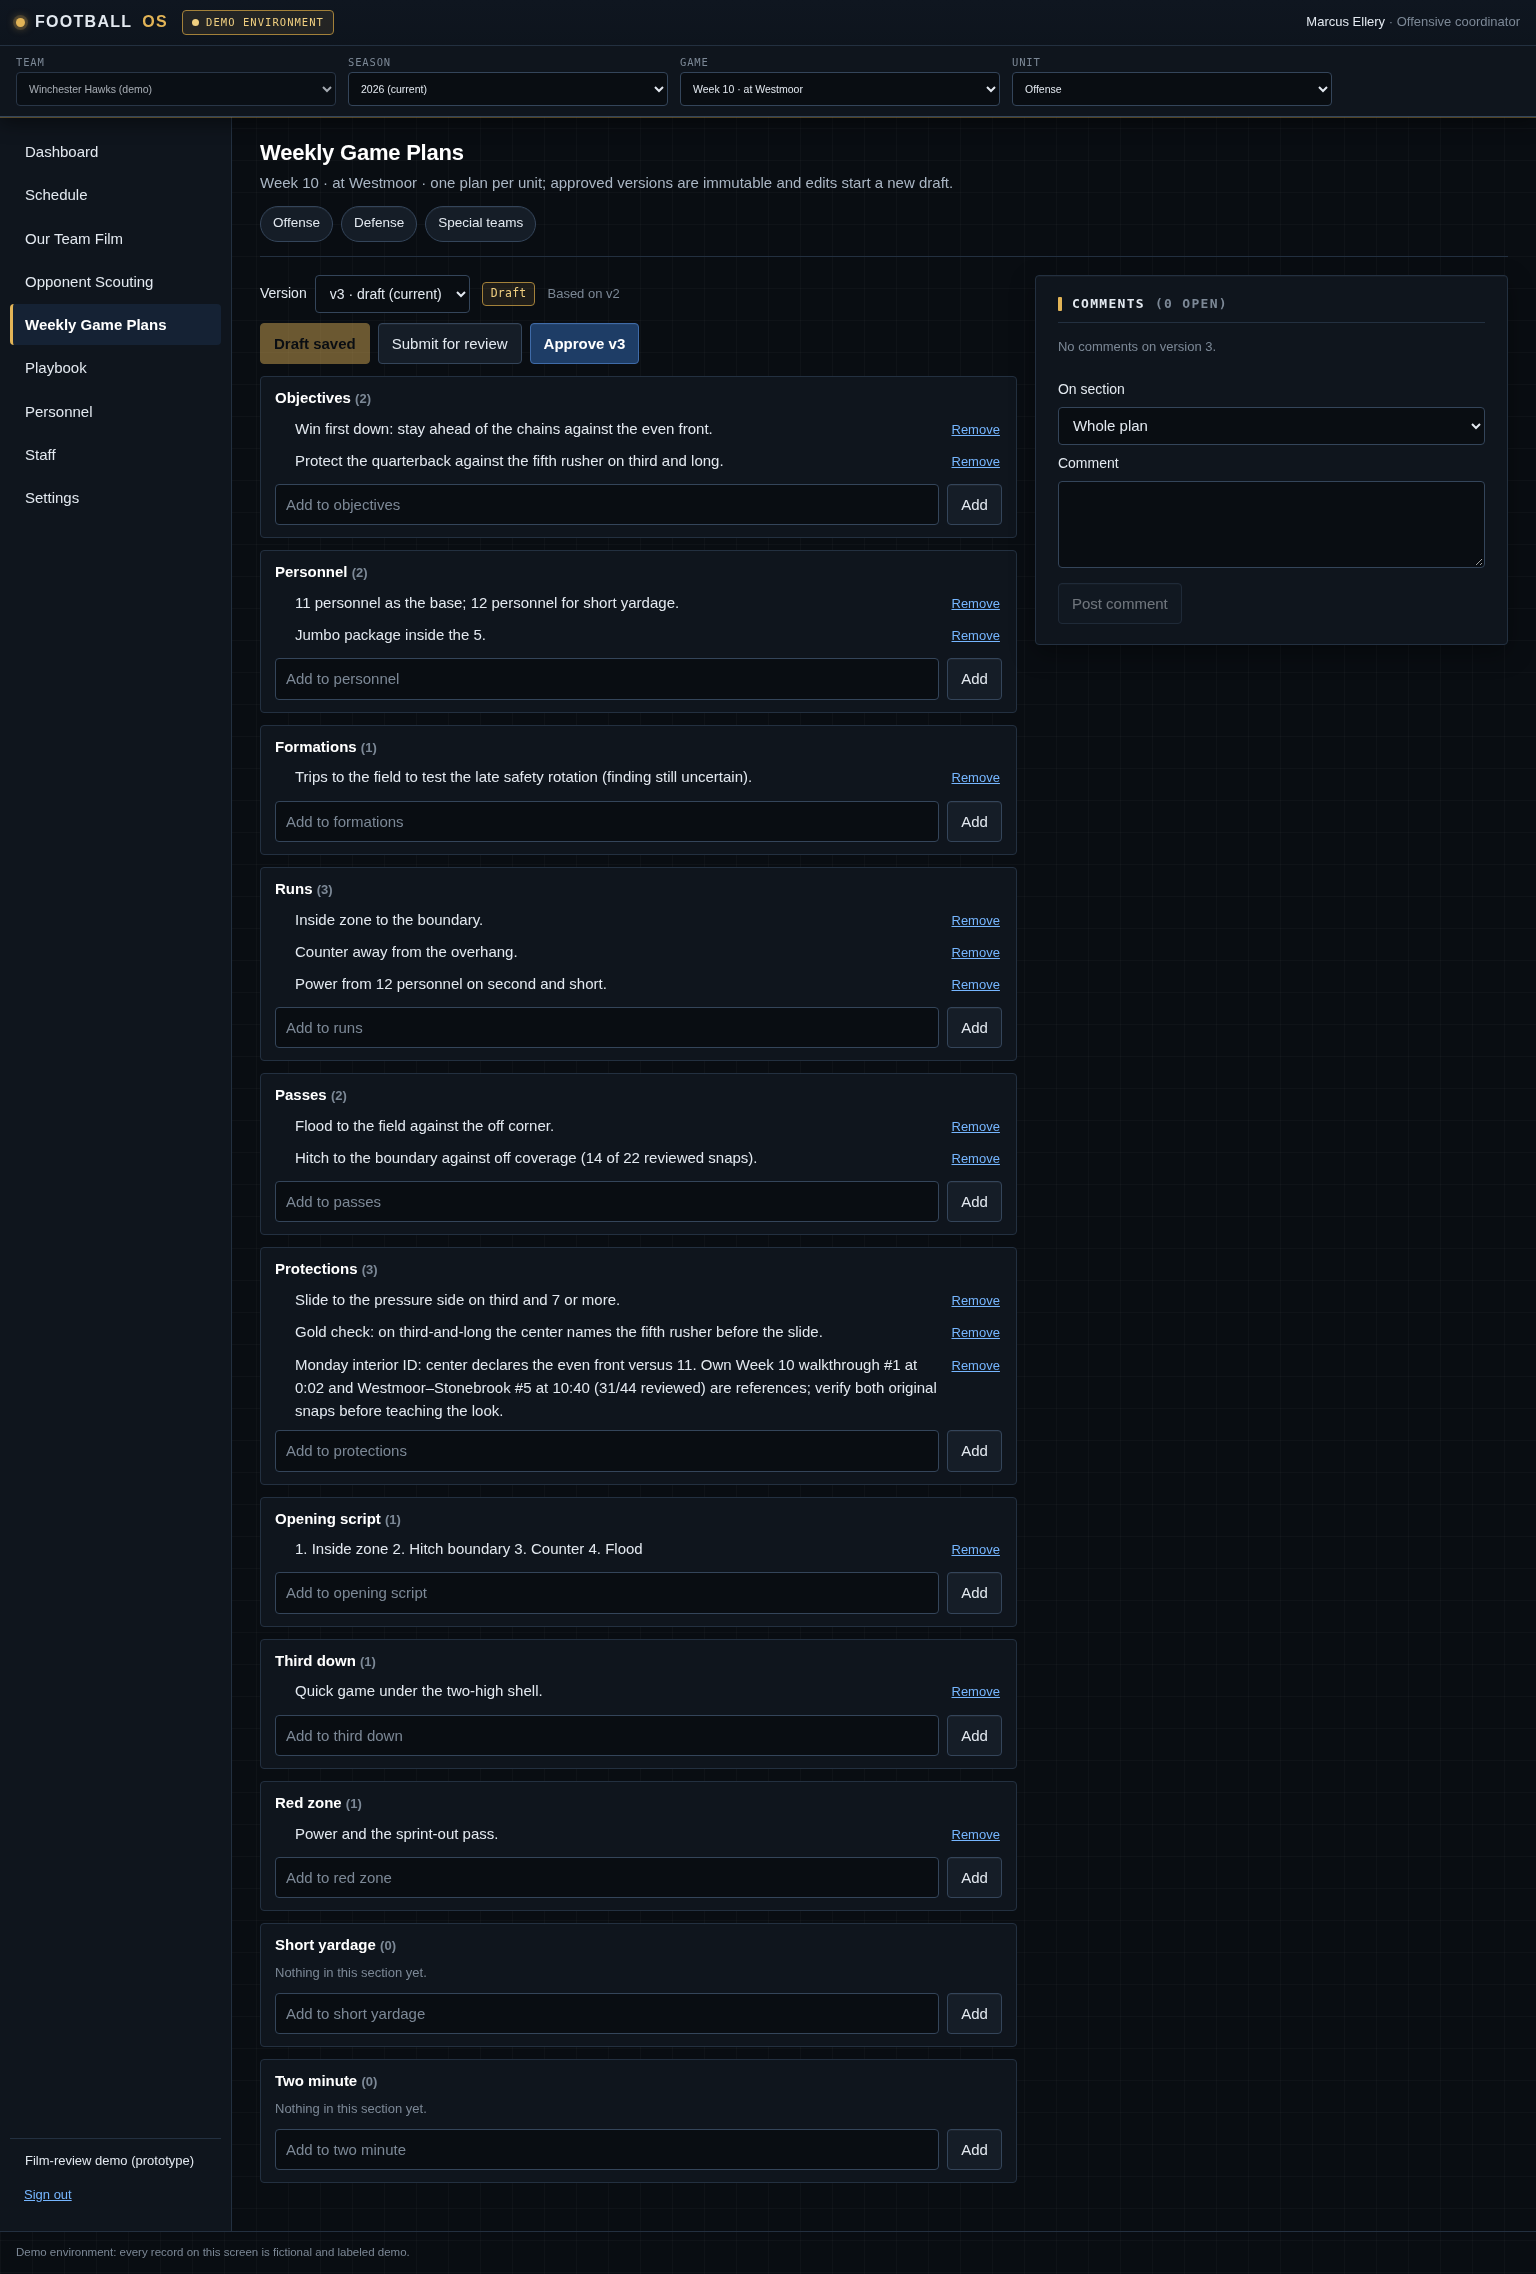 FOOTBALL OS
DEMO ENVIRONMENT
Marcus Ellery · Offensive coordinator
TEAM
Winchester Hawks (demo)
SEASON
2026 (current)
GAME
Week 10 · at Westmoor
UNIT
Offense
Dashboard
Schedule
Our Team Film
Opponent Scouting
Weekly Game Plans
Playbook
Personnel
Staff
Settings
Film-review demo (prototype)
Sign out
Weekly Game Plans
Week 10 · at Westmoor · one plan per unit; approved versions are immutable and edits start a new draft.
Offense
Defense
Special teams
Version
v3 · draft (current)
Draft
Based on v2
Draft saved
Submit for review
Approve v3
Objectives (2)
Win first down: stay ahead of the chains against the even front.
Remove
Protect the quarterback against the fifth rusher on third and long.
Remove
Add to objectives
Add
Personnel (2)
11 personnel as the base; 12 personnel for short yardage.
Remove
Jumbo package inside the 5.
Remove
Add to personnel
Add
Formations (1)
Trips to the field to test the late safety rotation (finding still uncertain).
Remove
Add to formations
Add
Runs (3)
Inside zone to the boundary.
Remove
Counter away from the overhang.
Remove
Power from 12 personnel on second and short.
Remove
Add to runs
Add
Passes (2)
Flood to the field against the off corner.
Remove
Hitch to the boundary against off coverage (14 of 22 reviewed snaps).
Remove
Add to passes
Add
Protections (3)
Slide to the pressure side on third and 7 or more.
Remove
Gold check: on third-and-long the center names the fifth rusher before the slide.
Remove
Monday interior ID: center declares the even front versus 11. Own Week 10 walkthrough #1 at
0:02 and Westmoor–Stonebrook #5 at 10:40 (31/44 reviewed) are references; verify both original
snaps before teaching the look.
Remove
Add to protections
Add
Opening script (1)
1. Inside zone 2. Hitch boundary 3. Counter 4. Flood
Remove
Add to opening script
Add
Third down (1)
Quick game under the two-high shell.
Remove
Add to third down
Add
Red zone (1)
Power and the sprint-out pass.
Remove
Add to red zone
Add
Short yardage (0)
Nothing in this section yet.
Add to short yardage
Add
Two minute (0)
Nothing in this section yet.
Add to two minute
Add
COMMENTS (0 OPEN)
No comments on version 3.
On section
Whole plan
Comment
Post comment
Demo environment: every record on this screen is fictional and labeled demo.